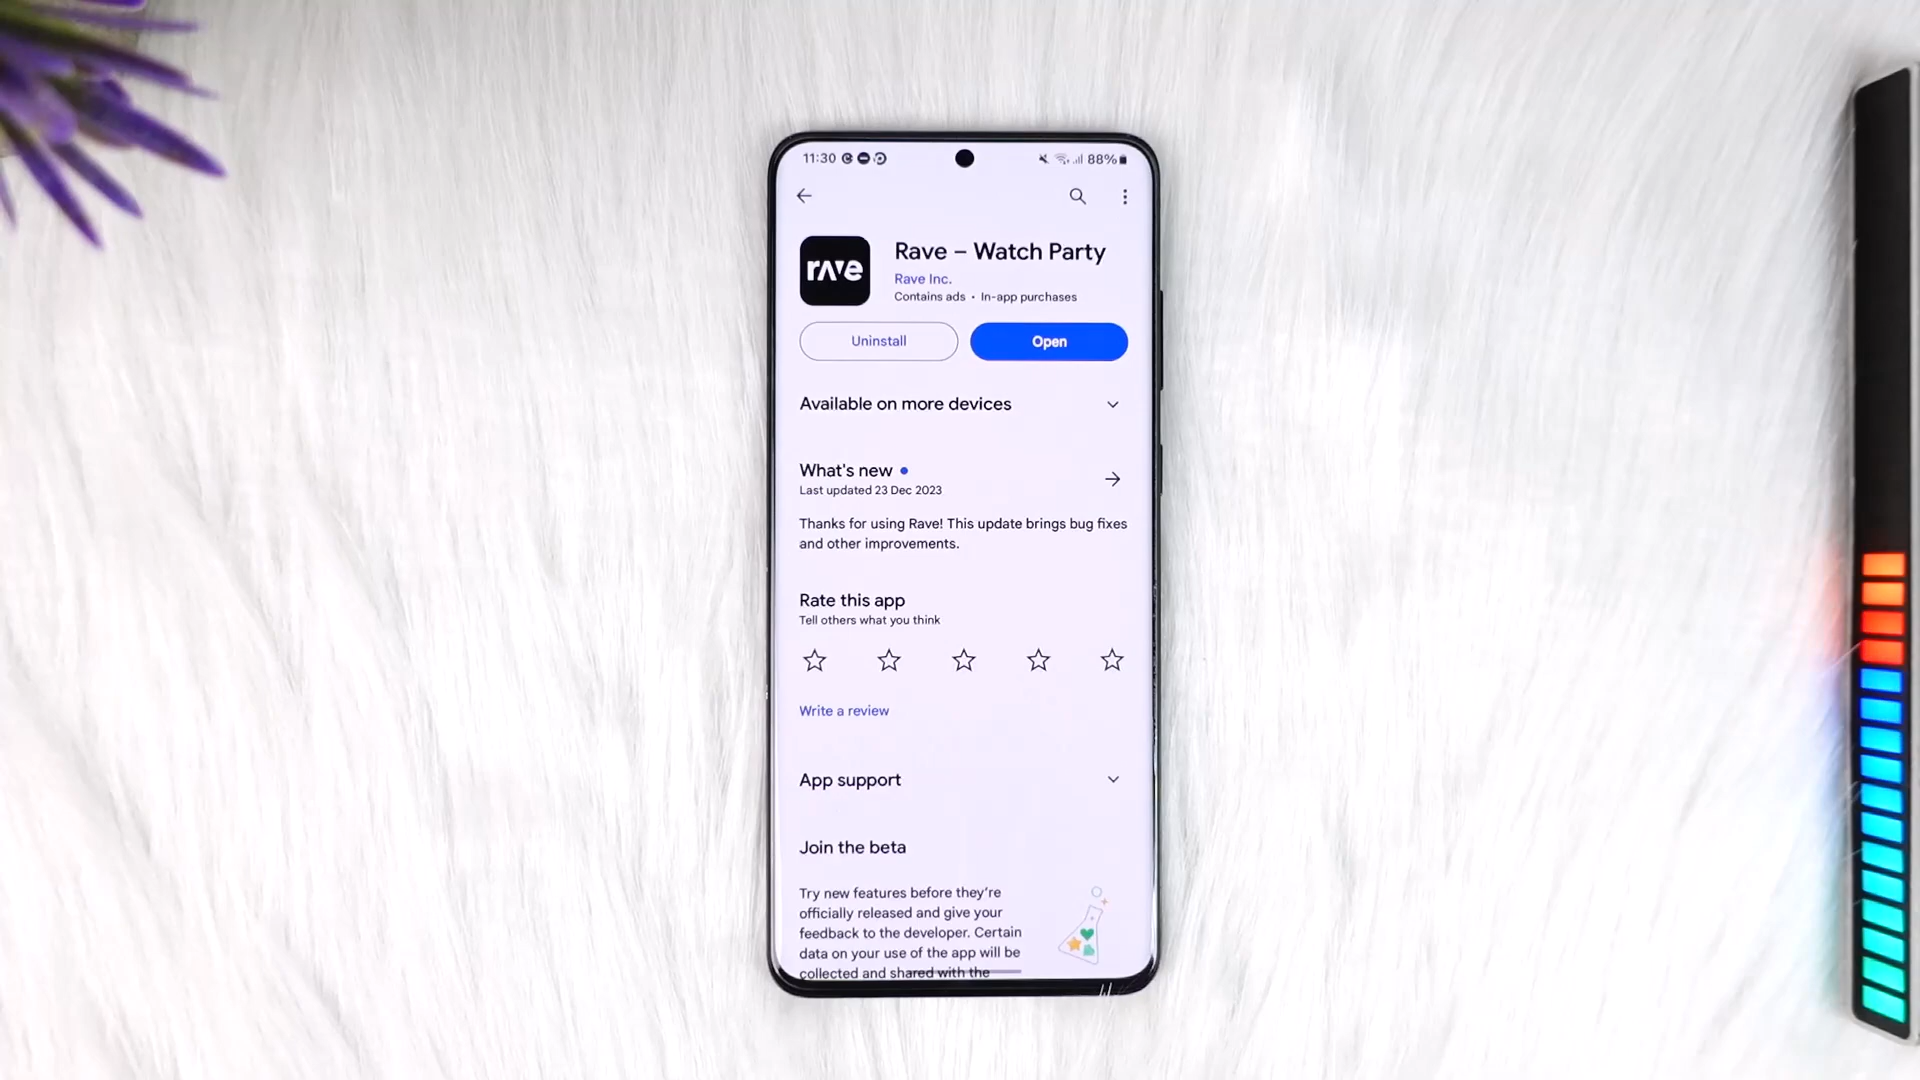 11:30
88%
rave
Rave – Watch Party
Rave Inc.
Contains ads • In-app purchases
Uninstall
Open
Available on more devices
What's new
Last updated 23 Dec 2023
Thanks for using Rave! This update brings bug fixes
and other improvements.
Rate this app
Tell others what you think
Write a review
App support
Join the beta
Try new features before they're
officially released and give your
feedback to the developer. Certain
data on your use of the app will be
collected and shared with the